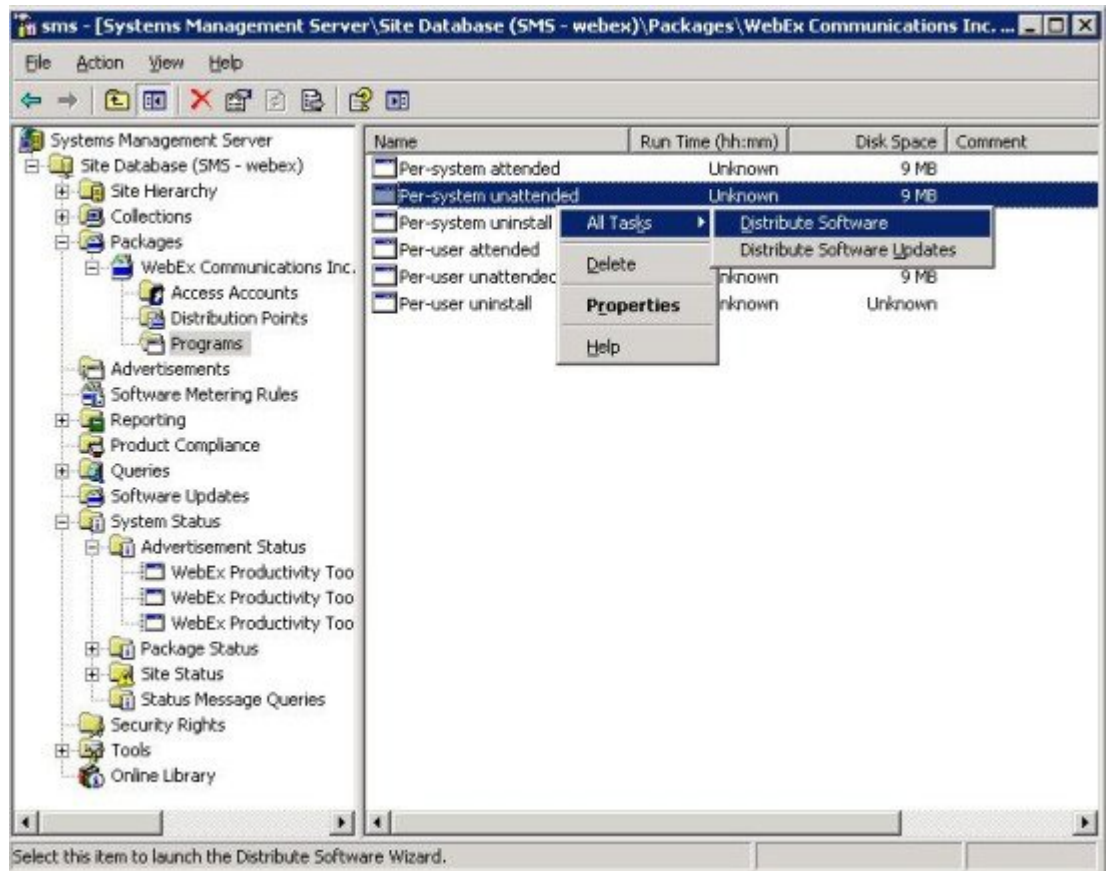 sms - [Systems Management Server\Site Database (SMS - webex)\Packages\WebEx Communications Inc. ...
File Action View Help
Systems Management Server
Site Database (SMS - webex)
Site Hierarchy
Collections
Packages
WebEx Communications Inc.
Access Accounts
Distribution Points
Programs
Advertisements
Software Metering Rules
Reporting
Product Compliance
Queries
Software Updates
System Status
Advertisement Status
WebEx Productivity Too
WebEx Productivity Too
WebEx Productivity Too
Package Status
Site Status
Status Message Queries
Security Rights
Tools
Online Library
Name Run Time (hh:mm) Disk Space Comment
Per-system attended Unknown 9 MB
Per-system unattended Unknown 9 MB
Per-system uninstall
Per-user attended
Per-user unattended nknown 9 MB
Per-user uninstall nknown Unknown
All Tasks
Delete
Properties
Help
Distribute Software
Distribute Software Updates
Select this item to launch the Distribute Software Wizard.